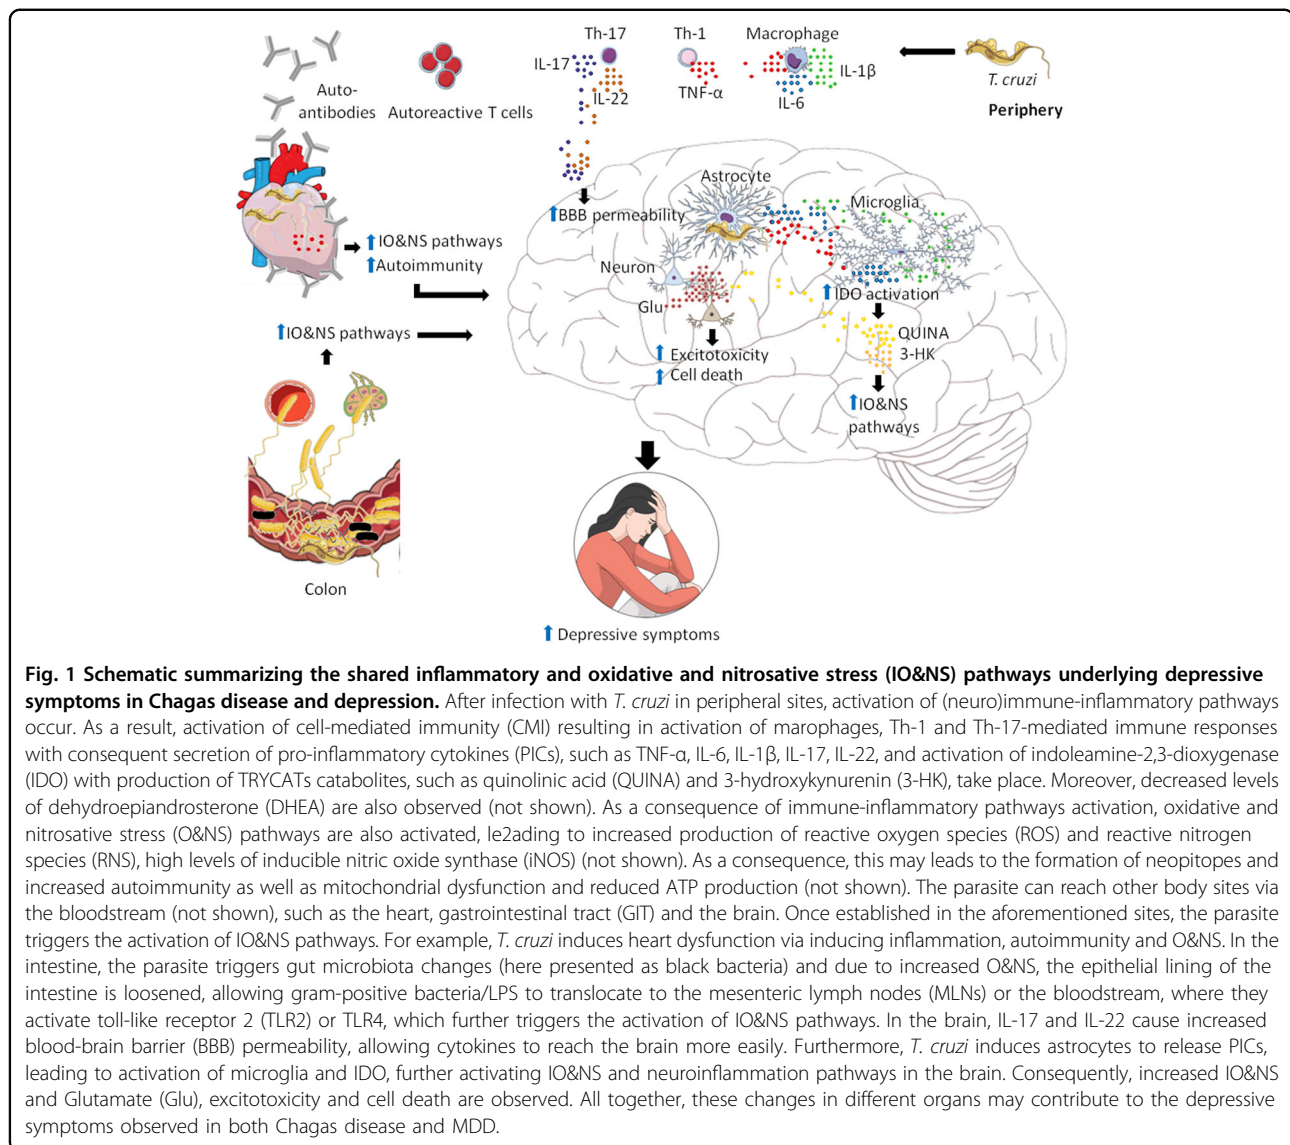 Th-17
Th-1
Macrophage
IL-17
IL-22
TNF-α
IL-6
IL-1β
T. cruzi
Periphery
Auto-
antibodies
Autoreactive T cells
Astrocyte
Microglia
BBB permeability
IO&NS pathways
Autoimmunity
Neuron
Glu
IDO activation
IO&NS pathways
QUINA
3-HK
Excitotoxicity
Cell death
IO&NS
pathways
Colon
Depressive symptoms
Fig. 1 Schematic summarizing the shared inflammatory and oxidative and nitrosative stress (IO&NS) pathways underlying depressive
symptoms in Chagas disease and depression. After infection with T. cruzi in peripheral sites, activation of (neuro)immune-inflammatory pathways
occur. As a result, activation of cell-mediated immunity (CMI) resulting in activation of marophages, Th-1 and Th-17-mediated immune responses
with consequent secretion of pro-inflammatory cytokines (PICs), such as TNF-α, IL-6, IL-1β, IL-17, IL-22, and activation of indoleamine-2,3-dioxygenase
(IDO) with production of TRYCATs catabolites, such as quinolinic acid (QUINA) and 3-hydroxykynurenin (3-HK), take place. Moreover, decreased levels
of dehydroepiandrosterone (DHEA) are also observed (not shown). As a consequence of immune-inflammatory pathways activation, oxidative and
nitrosative stress (O&NS) pathways are also activated, le2ading to increased production of reactive oxygen species (ROS) and reactive nitrogen
species (RNS), high levels of inducible nitric oxide synthase (iNOS) (not shown). As a consequence, this may leads to the formation of neopitopes and
increased autoimmunity as well as mitochondrial dysfunction and reduced ATP production (not shown). The parasite can reach other body sites via
the bloodstream (not shown), such as the heart, gastrointestinal tract (GIT) and the brain. Once established in the aforementioned sites, the parasite
triggers the activation of IO&NS pathways. For example, T. cruzi induces heart dysfunction via inducing inflammation, autoimmunity and O&NS. In the
intestine, the parasite triggers gut microbiota changes (here presented as black bacteria) and due to increased O&NS, the epithelial lining of the
intestine is loosened, allowing gram-positive bacteria/LPS to translocate to the mesenteric lymph nodes (MLNs) or the bloodstream, where they
activate toll-like receptor 2 (TLR2) or TLR4, which further triggers the activation of IO&NS pathways. In the brain, IL-17 and IL-22 cause increased
blood-brain barrier (BBB) permeability, allowing cytokines to reach the brain more easily. Furthermore, T. cruzi induces astrocytes to release PICs,
leading to activation of microglia and IDO, further activating IO&NS and neuroinflammation pathways in the brain. Consequently, increased IO&NS
and Glutamate (Glu), excitotoxicity and cell death are observed. All together, these changes in different organs may contribute to the depressive
symptoms observed in both Chagas disease and MDD.